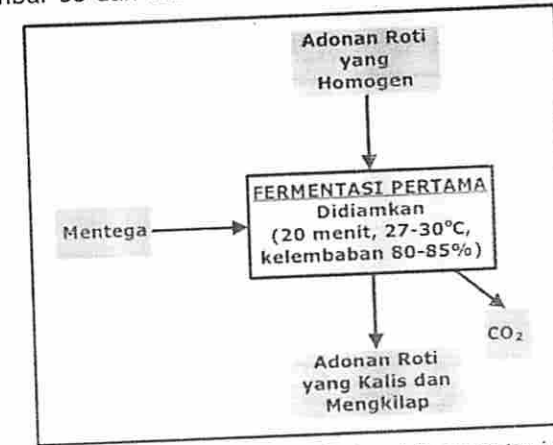 Adonan Roti
yang
Homogen
FERMENTASI PERTAMA
Didiamkan
(20 menit, 27-30°C,
kelembaban 80-85%)
Mentega
CO₂
Adonan Roti
yang Kalis dan
Mengkilap